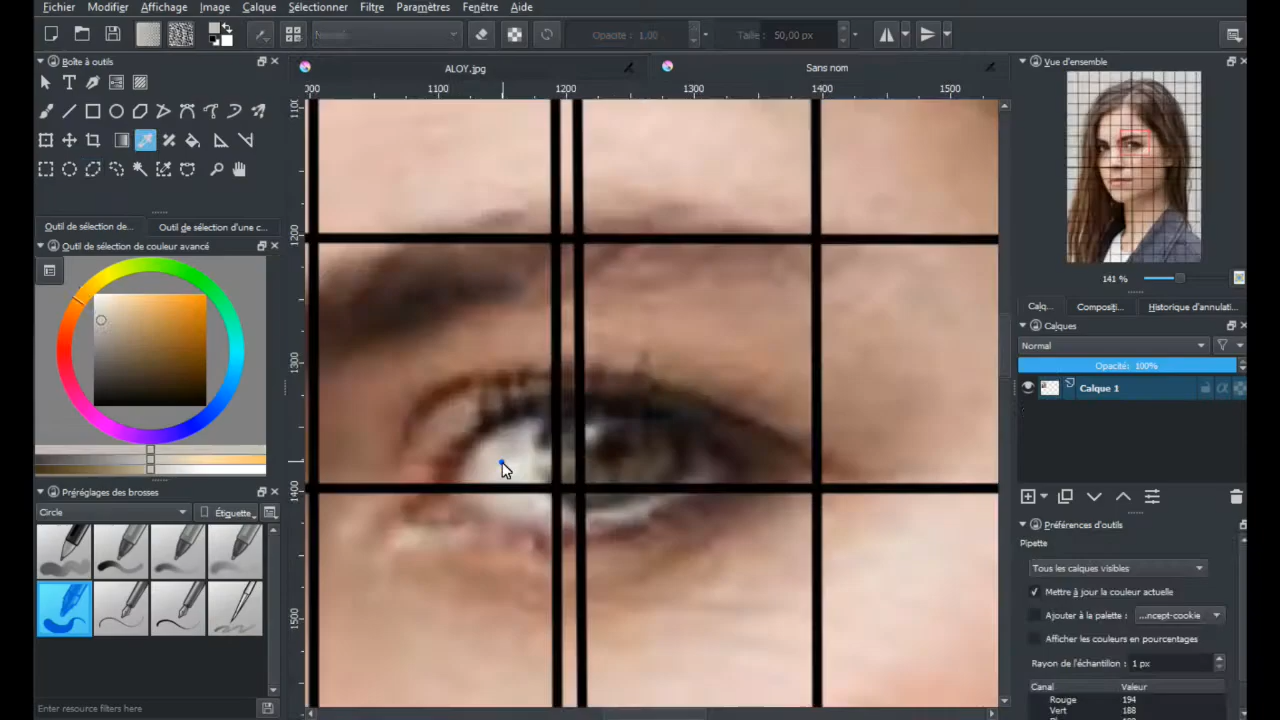 Fichier Modifier Affichage Image Calque Sélectionner Filtre Paramètres Fenêtre Aide
Normal Opacité : 1,00 Taille : 50,00 px
Boîte à outils
ALOY.jpg Sans nom
Vue d'ensemble
1100 1200 1300 1400 1500
141 %
Outil de sélection de... Outil de sélection d'une c...
Outil de sélection de couleur avancé
1200
1300
1400
1500
Calq... Compositi... Historique d'annulati...
Calques
Normal
Opacité: 100%
Calque 1
Préréglages des brosses
Circle Étiquette
Enter resource filters here
Préférences d'outils
Pipette
Tous les calques visibles
Mettre à jour la couleur actuelle
Ajouter à la palette : ...ncept-cookie
Afficher les couleurs en pourcentages
Rayon de l'échantillon : 1 px
Canal Valeur
Rouge 194
Vert 188